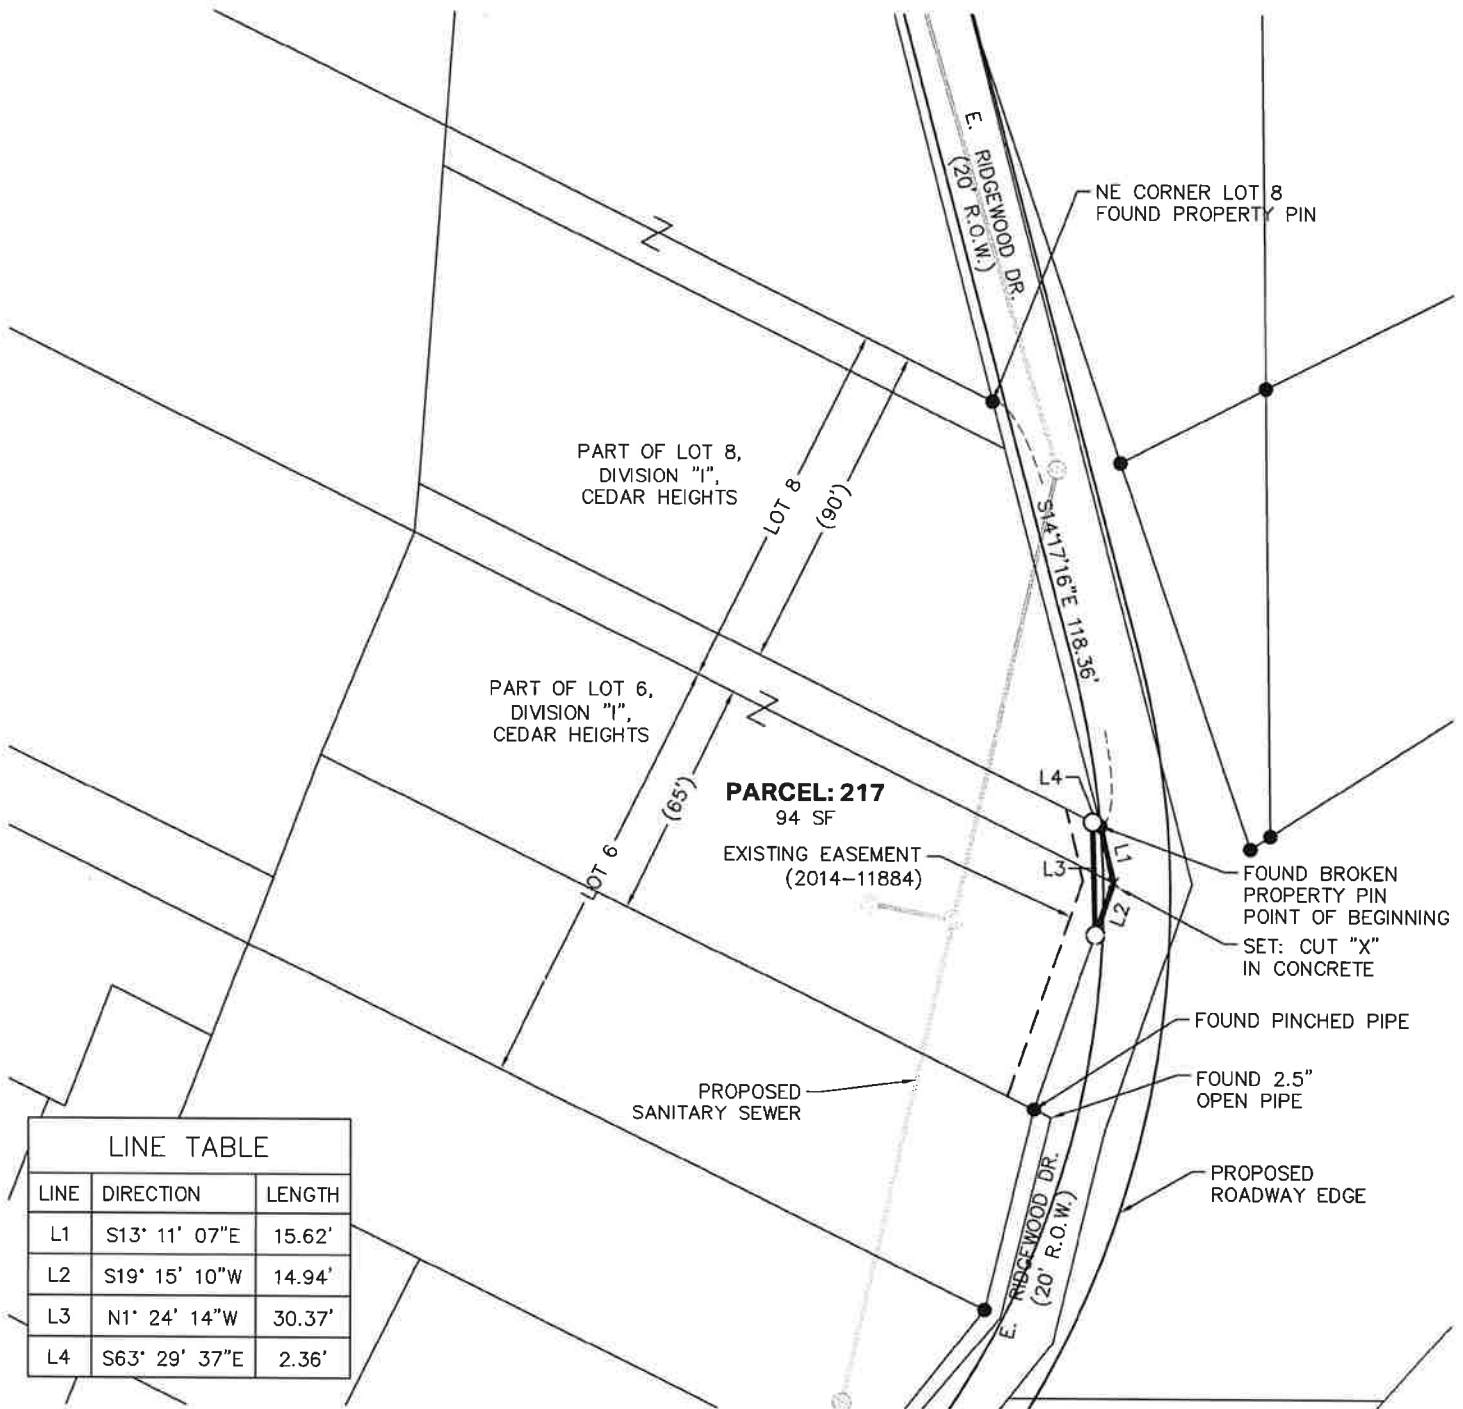 E. RIDGEWOOD DR.
(20' R.O.W.)
NE CORNER LOT 8
FOUND PROPERTY PIN
PART OF LOT 8,
DIVISION "I",
CEDAR HEIGHTS
LOT 8
(90')
S14°17'16"E 118.36'
PART OF LOT 6,
DIVISION "I",
CEDAR HEIGHTS
LOT 6
(65')
PARCEL: 217
94 SF
EXISTING EASEMENT
(2014-11884)
L4
L3
L1
L2
FOUND BROKEN
PROPERTY PIN
POINT OF BEGINNING
SET: CUT "X"
IN CONCRETE
FOUND PINCHED PIPE
FOUND 2.5"
OPEN PIPE
PROPOSED
SANITARY SEWER
PROPOSED
ROADWAY EDGE
E. RIDGEWOOD DR.
(20' R.O.W.)
LINE TABLE
LINE DIRECTION LENGTH
L1 S13° 11' 07"E 15.62'
L2 S19° 15' 10"W 14.94'
L3 N1° 24' 14"W 30.37'
L4 S63° 29' 37"E 2.36'